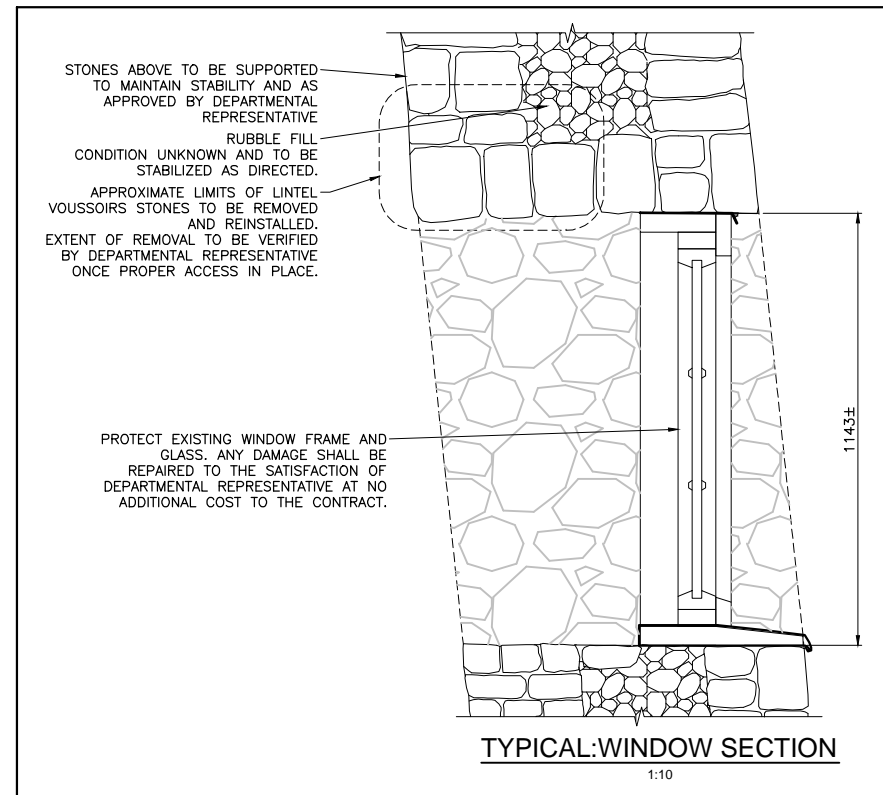 STONES ABOVE TO BE SUPPORTED
TO MAINTAIN STABILITY AND AS
APPROVED BY DEPARTMENTAL
REPRESENTATIVE
RUBBLE FILL
CONDITION UNKNOWN AND TO BE
STABILIZED AS DIRECTED.
APPROXIMATE LIMITS OF LINTEL
VOUSSOIRS STONES TO BE REMOVED
AND REINSTALLED.
EXTENT OF REMOVAL TO BE VERIFIED
BY DEPARTMENTAL REPRESENTATIVE
ONCE PROPER ACCESS IN PLACE.
PROTECT EXISTING WINDOW FRAME AND
GLASS. ANY DAMAGE SHALL BE
REPAIRED TO THE SATISFACTION OF
DEPARTMENTAL REPRESENTATIVE AT NO
ADDITIONAL COST TO THE CONTRACT.
1143±
TYPICAL:WINDOW SECTION
1:10